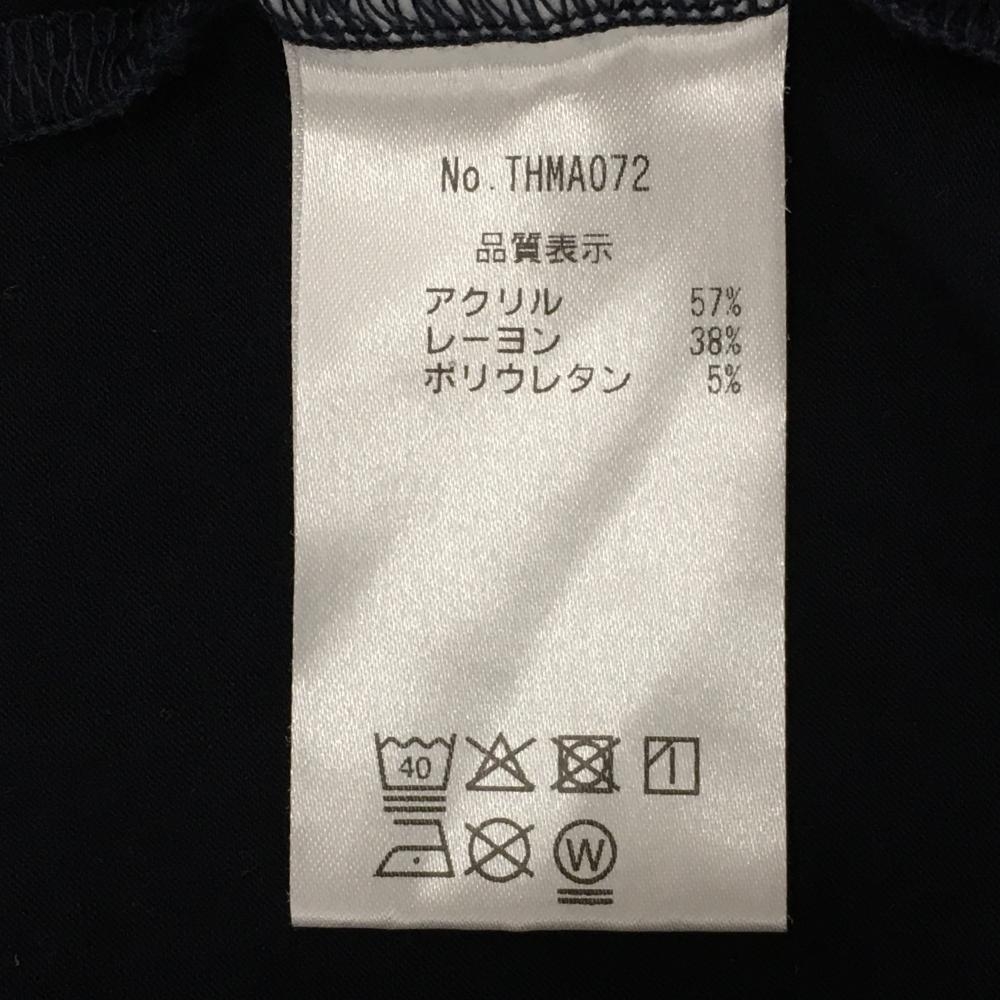 No.THMA072
品質表示
アクリル 57%
レーヨン 38%
ポリウレタン 5%
40
W